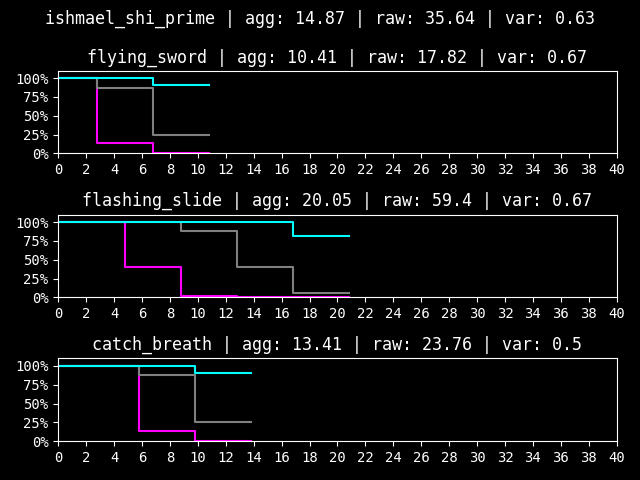 ishmael_shi_prime | agg: 14.87 | raw: 35.64 | var: 0.63
flying_sword | agg: 10.41 | raw: 17.82 | var: 0.67
100%
75%
50%
25%
0%
0 2 4 6 8 10 12 14 16 18 20 22 24 26 28 30 32 34 36 38 40
flashing_slide | agg: 20.05 | raw: 59.4 | var: 0.67
100%
75%
50%
25%
0%
0 2 4 6 8 10 12 14 16 18 20 22 24 26 28 30 32 34 36 38 40
catch_breath | agg: 13.41 | raw: 23.76 | var: 0.5
100%
75%
50%
25%
0%
0 2 4 6 8 10 12 14 16 18 20 22 24 26 28 30 32 34 36 38 40